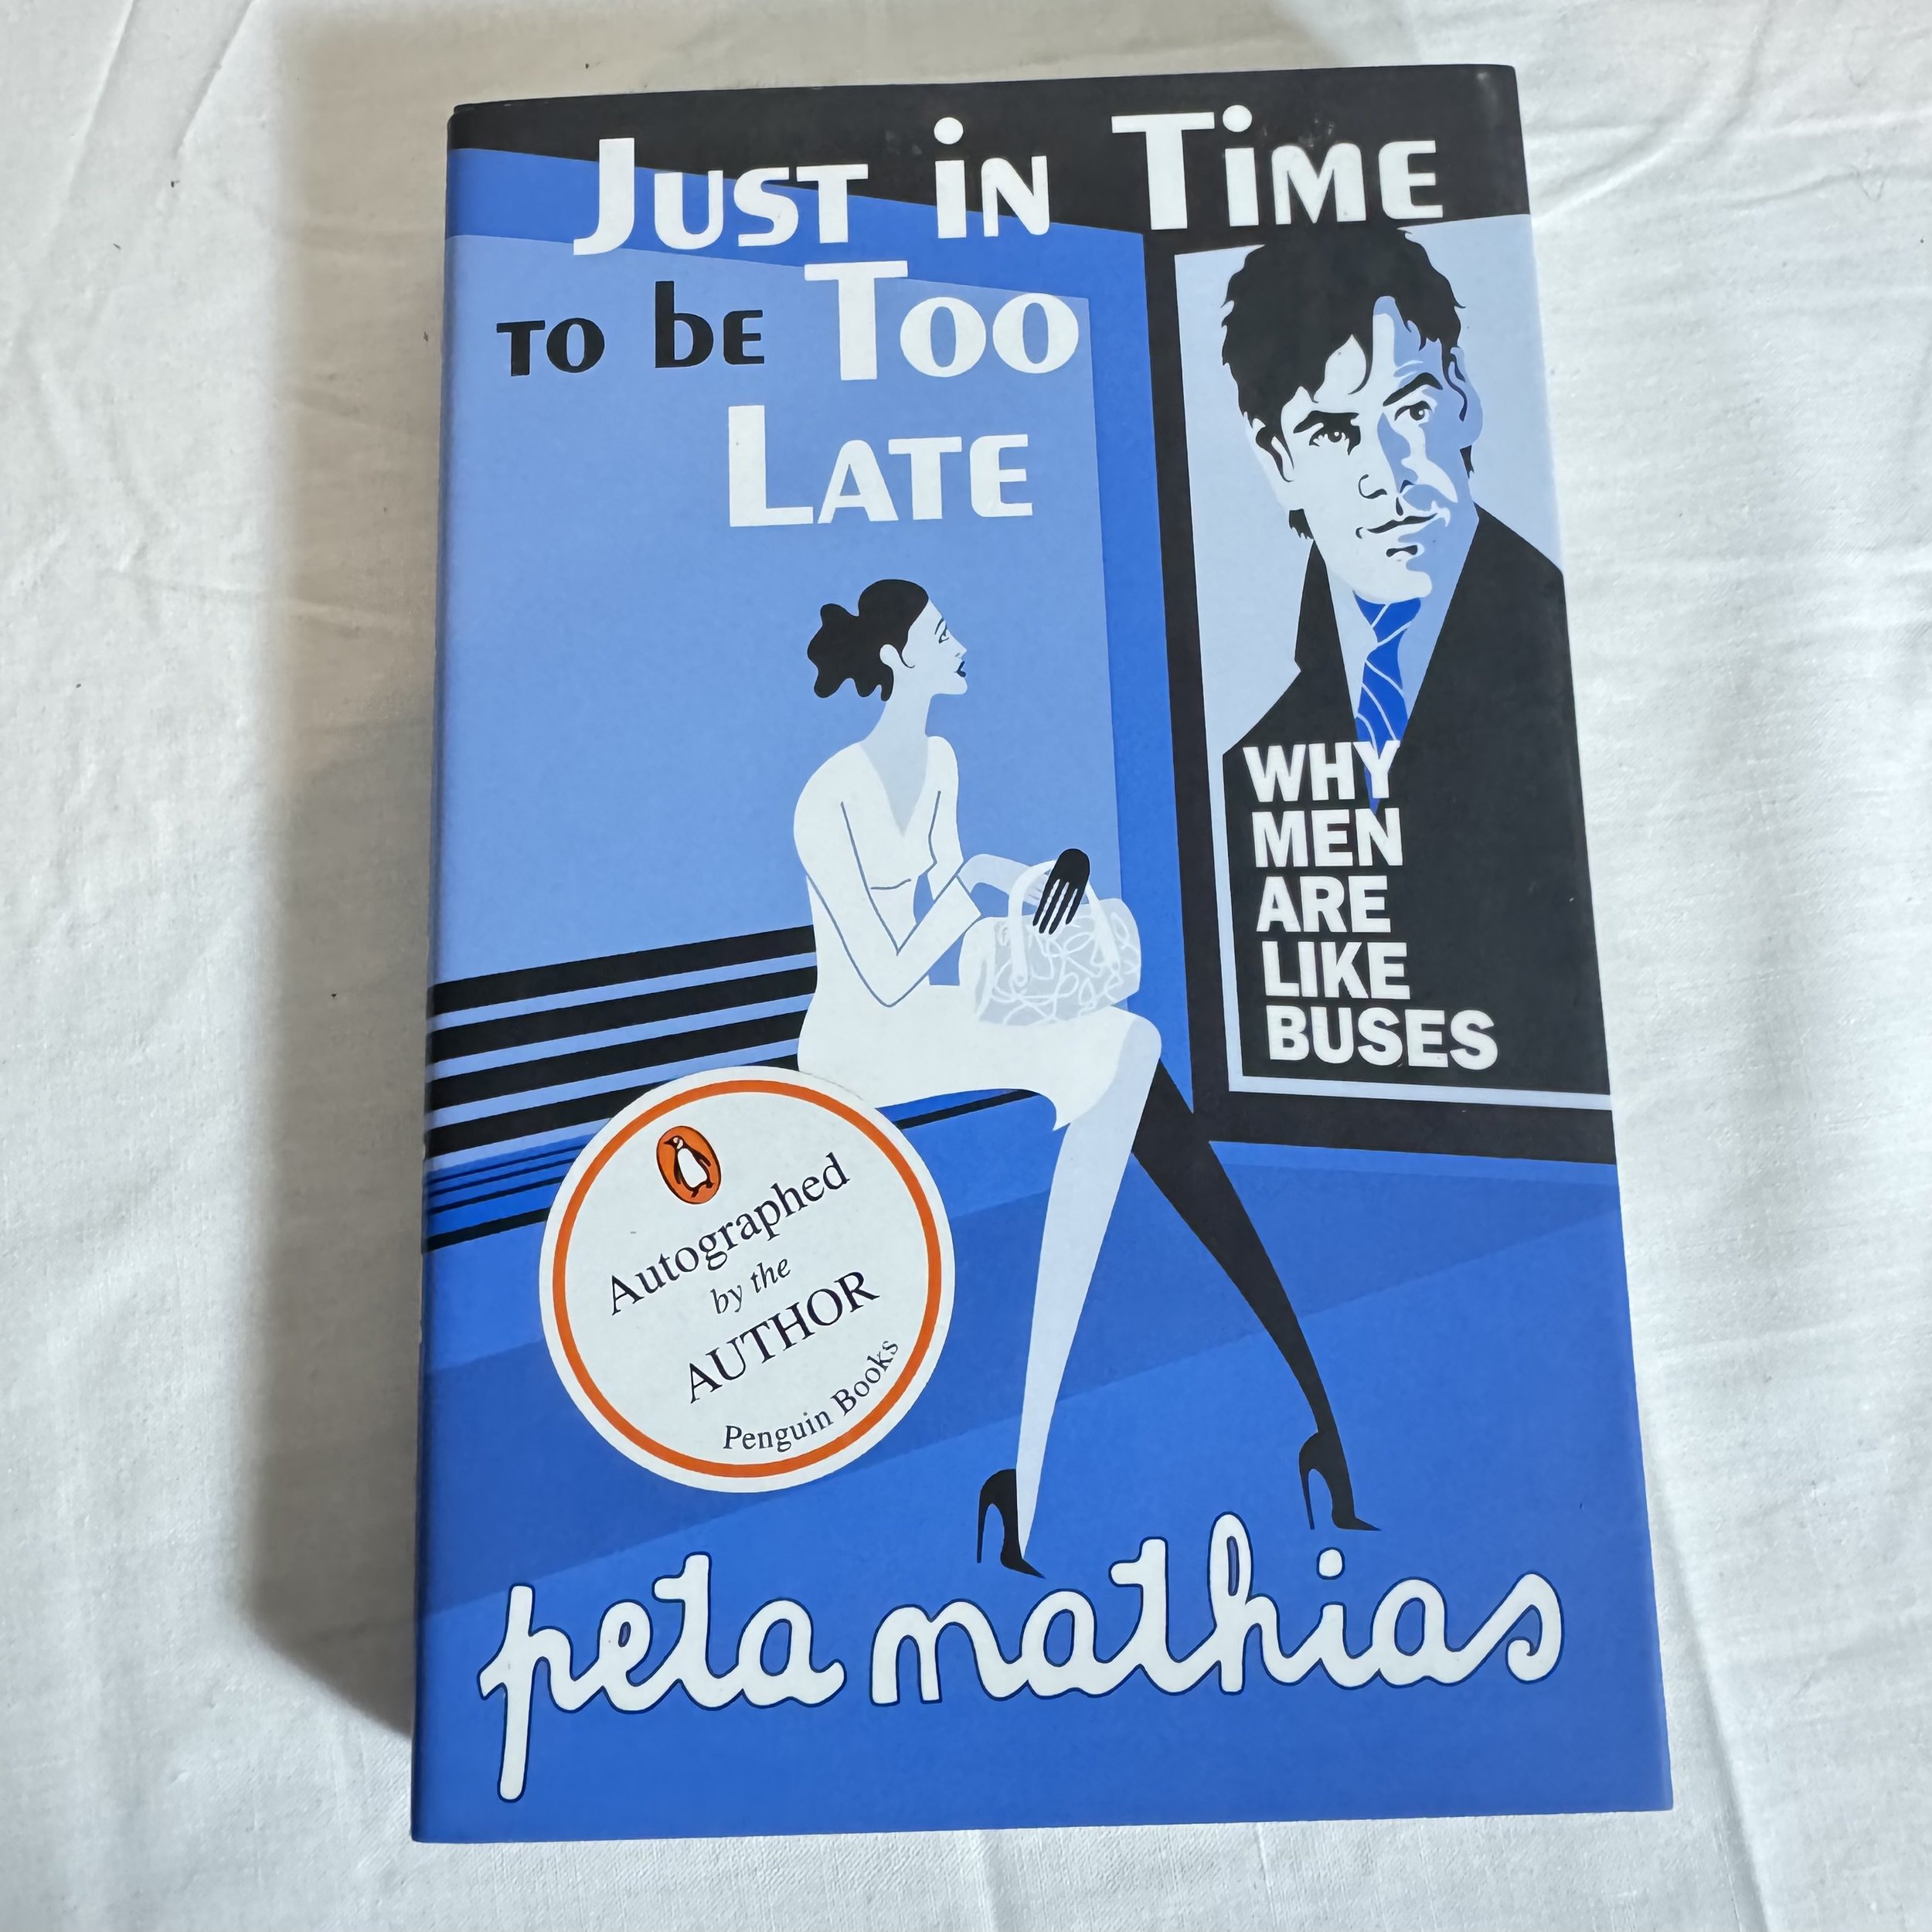 Just in Time
to be Too
Late
WHY
MEN
ARE
LIKE
BUSES
Autographed
by the
AUTHOR
Penguin Books
peta mathias